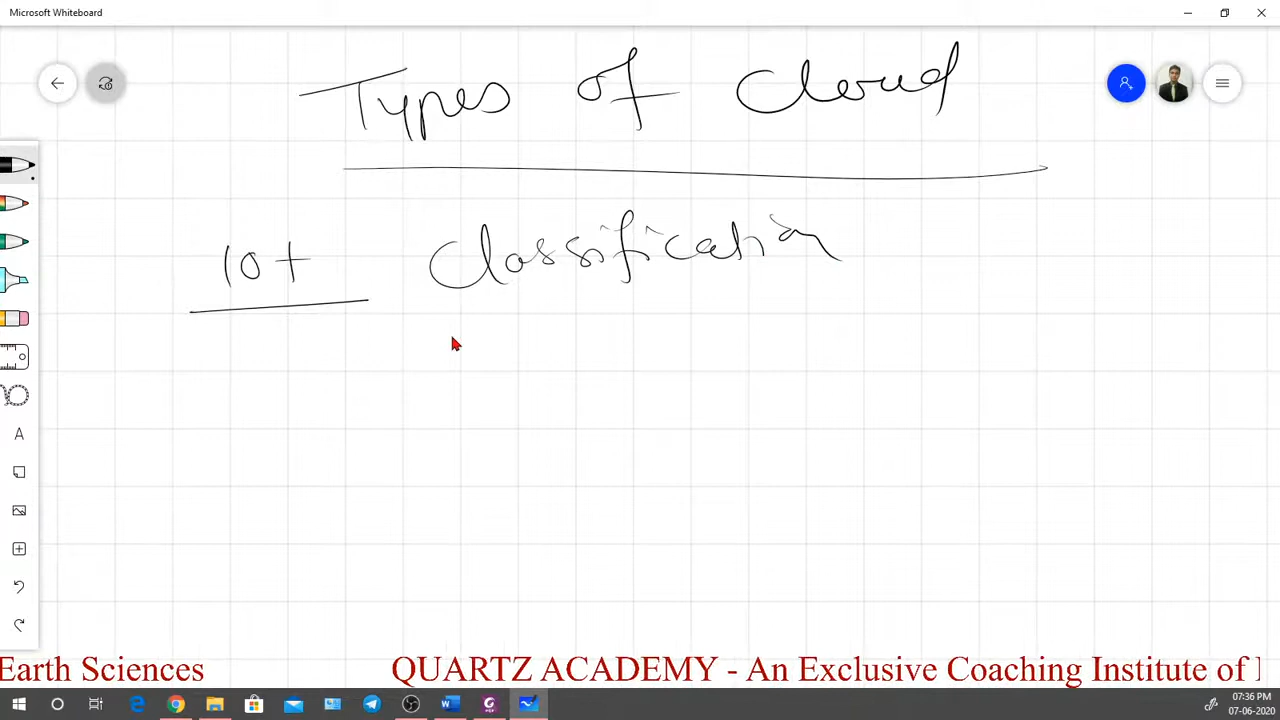 Microsoft Whiteboard
Types of Cloud
10+ Classification
A
Earth Sciences QUARTZ ACADEMY - An Exclusive Coaching Institute of
07:36 PM
07-06-2020